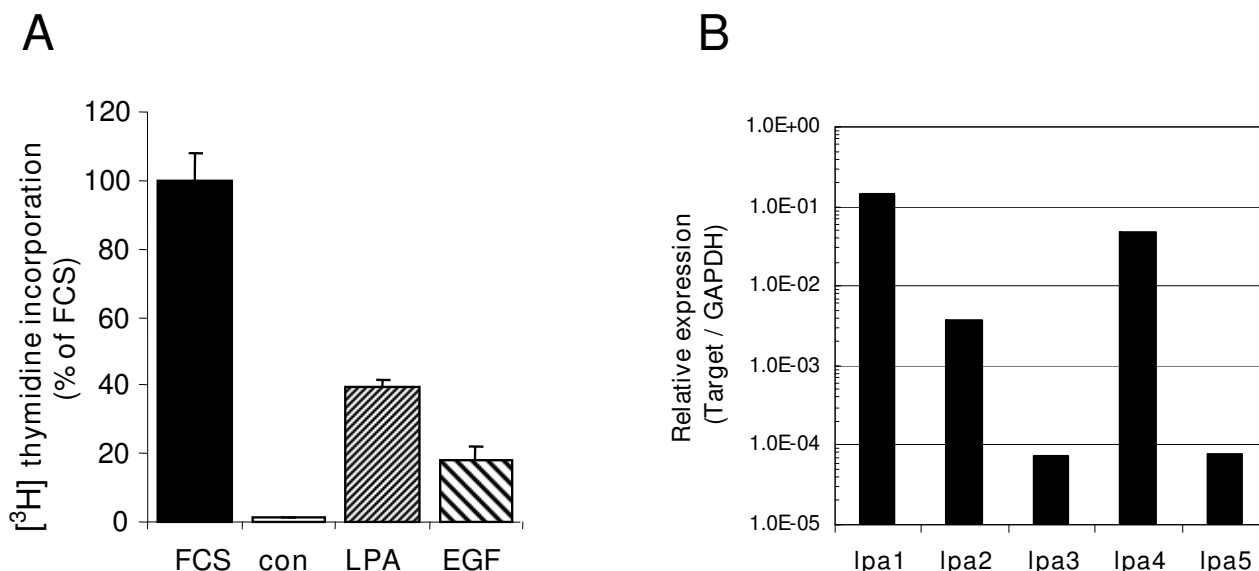 A
[³H] thymidine incorporation
(% of FCS)
120
100
80
60
40
20
0
FCS con LPA EGF
B
Relative expression
(Target / GAPDH)
1.0E+00
1.0E-01
1.0E-02
1.0E-03
1.0E-04
1.0E-05
lpa1 lpa2 lpa3 lpa4 lpa5